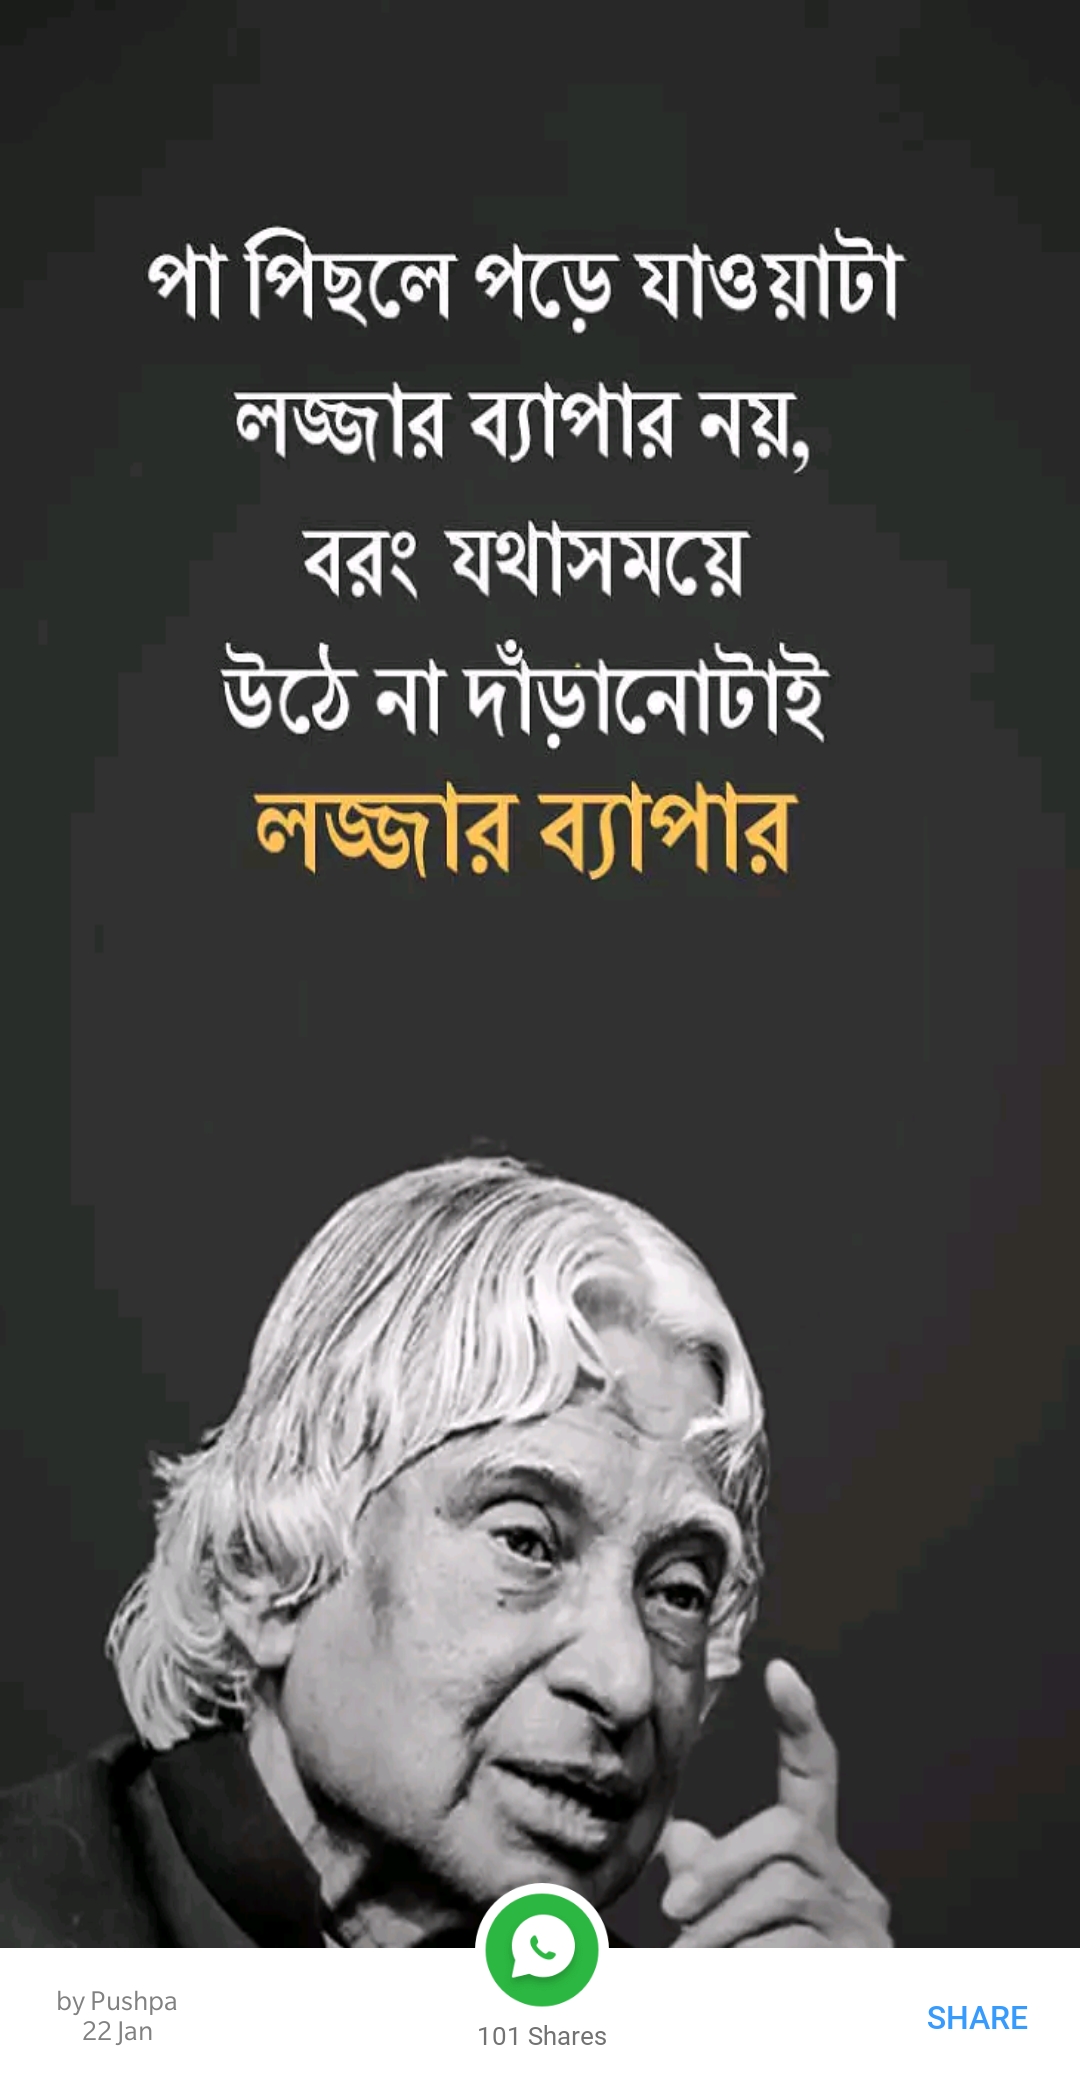 পা পিছলে পড়ে যাওয়াটা
লজ্জার ব্যাপার নয়,
বরং যথাসময়ে
উঠে না দাঁড়ানোটাই
লজ্জার ব্যাপার
by Pushpa
22 Jan
101 Shares
SHARE